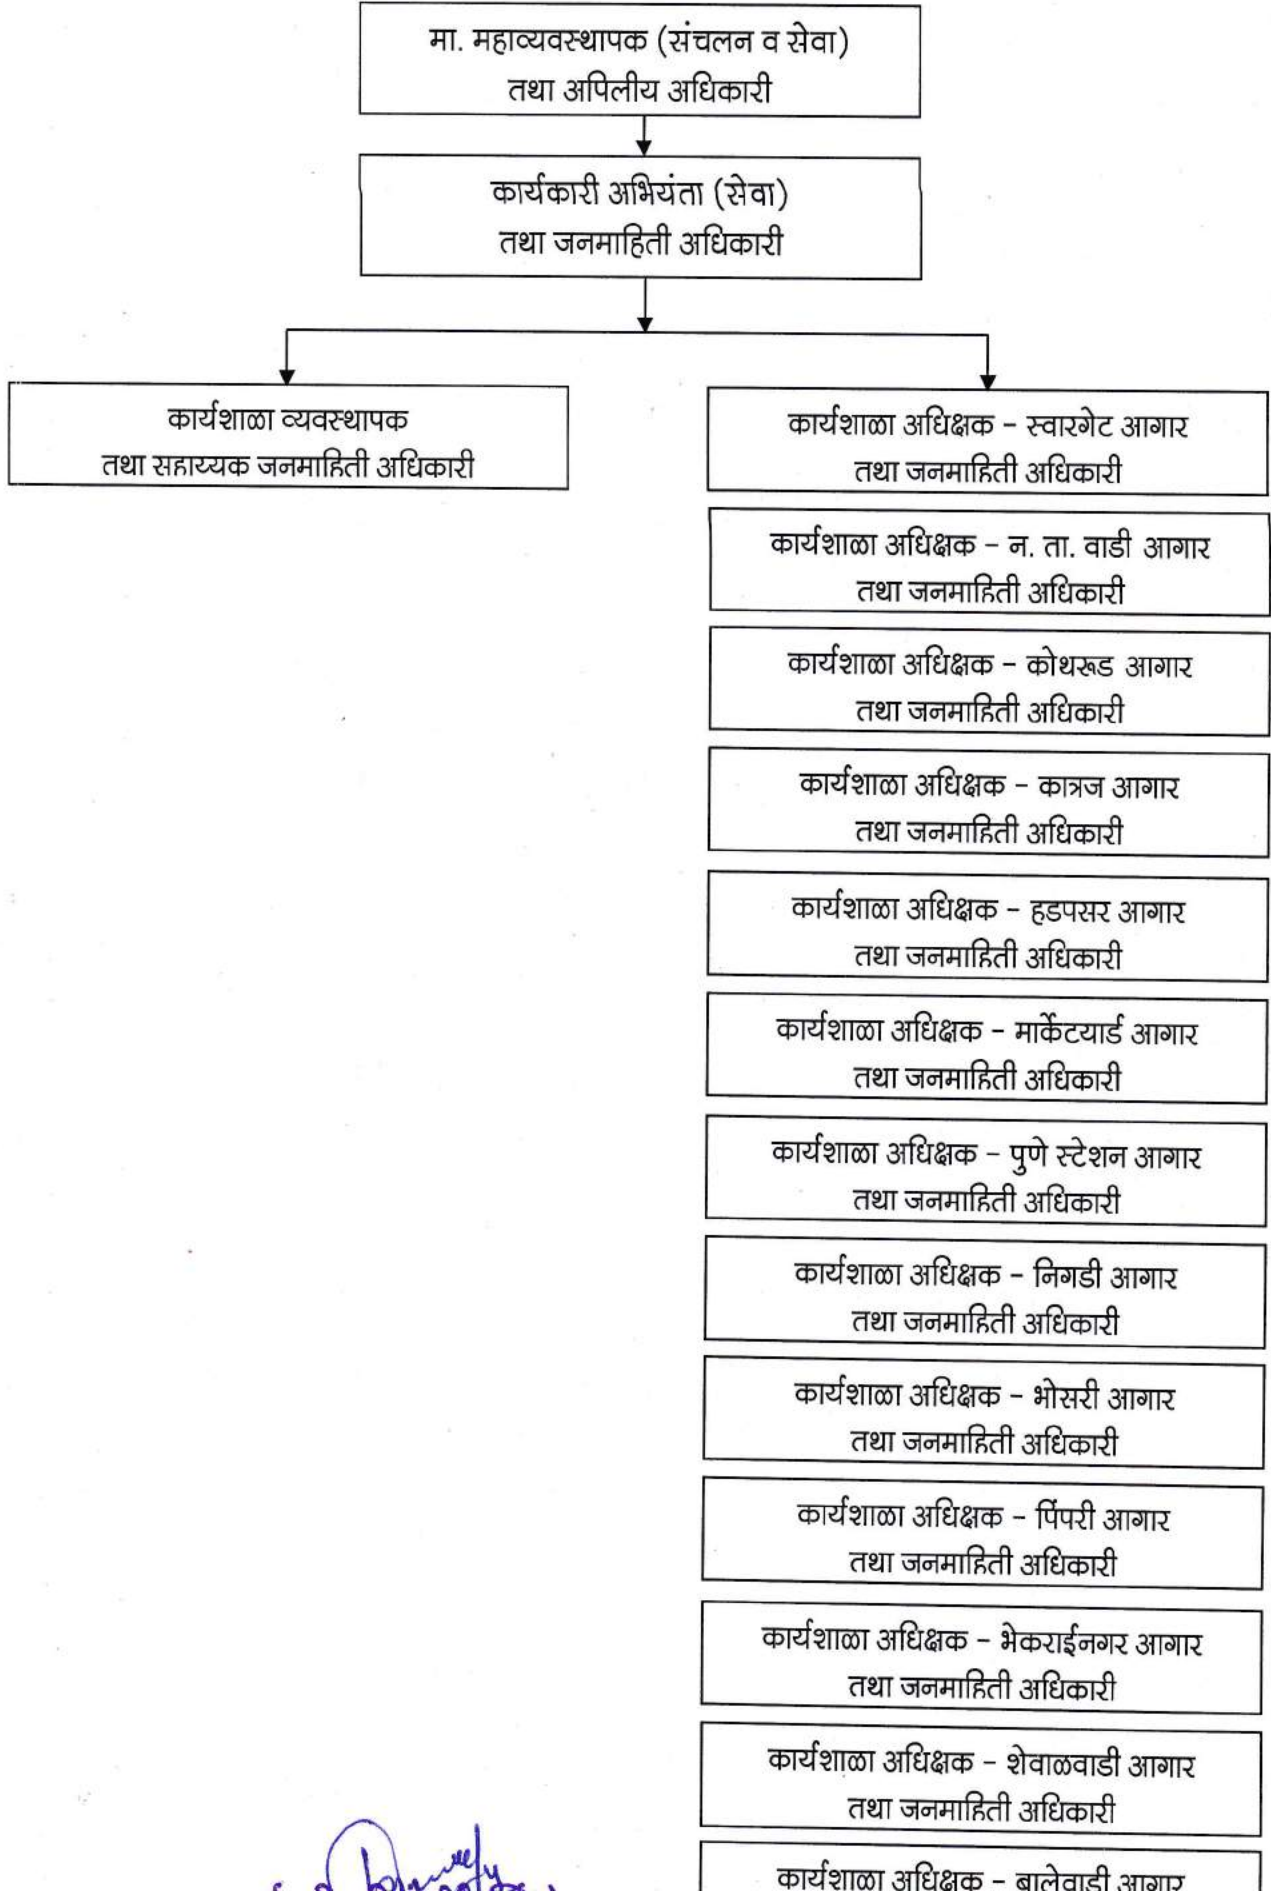 मा. महाव्यवस्थापक (संचलन व सेवा)
तथा अपिलीय अधिकारी
कार्यकारी अभियंता (सेवा)
तथा जनमाहिती अधिकारी
कार्यशाळा व्यवस्थापक
तथा सहाय्यक जनमाहिती अधिकारी
कार्यशाळा अधिक्षक - स्वारगेट आगार
तथा जनमाहिती अधिकारी
कार्यशाळा अधिक्षक - न. ता. वाडी आगार
तथा जनमाहिती अधिकारी
कार्यशाळा अधिक्षक - कोथरूड आगार
तथा जनमाहिती अधिकारी
कार्यशाळा अधिक्षक - कात्रज आगार
तथा जनमाहिती अधिकारी
कार्यशाळा अधिक्षक - हडपसर आगार
तथा जनमाहिती अधिकारी
कार्यशाळा अधिक्षक - मार्केटयार्ड आगार
तथा जनमाहिती अधिकारी
कार्यशाळा अधिक्षक - पुणे स्टेशन आगार
तथा जनमाहिती अधिकारी
कार्यशाळा अधिक्षक - निगडी आगार
तथा जनमाहिती अधिकारी
कार्यशाळा अधिक्षक - भोसरी आगार
तथा जनमाहिती अधिकारी
कार्यशाळा अधिक्षक - पिंपरी आगार
तथा जनमाहिती अधिकारी
कार्यशाळा अधिक्षक - भेकराईनगर आगार
तथा जनमाहिती अधिकारी
कार्यशाळा अधिक्षक - शेवाळवाडी आगार
तथा जनमाहिती अधिकारी
कार्यशाळा अधिक्षक - बालेवाडी आगार